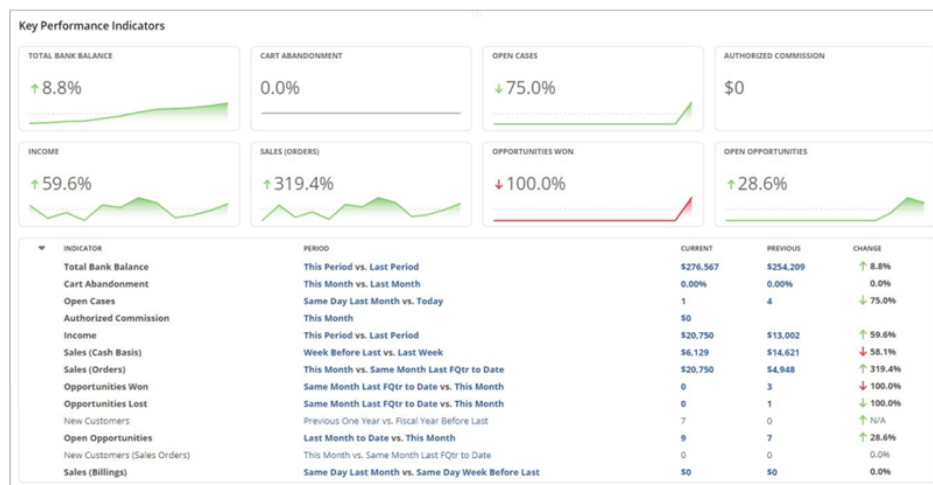 Key Performance Indicators
TOTAL BANK BALANCE
8.8%
CART ABANDONMENT
0.0%
OPEN CASES
75.0%
AUTHORIZED COMMISSION
$0
INCOME
59.6%
SALES (ORDERS)
319.4%
OPPORTUNITIES WON
100.0%
OPEN OPPORTUNITIES
28.6%
INDICATOR PERIOD CURRENT PREVIOUS CHANGE
Total Bank Balance This Period vs. Last Period $276,567 $254,209 8.8%
Cart Abandonment This Month vs. Last Month 0.00% 0.00% 0.0%
Open Cases Same Day Last Month vs. Today 1 4 75.0%
Authorized Commission This Month $0
Income This Period vs. Last Period $20,750 $13,002 59.6%
Sales (Cash Basis) Week Before Last vs. Last Week $6,129 $14,621 58.1%
Sales (Orders) This Month vs. Same Month Last FQtr to Date $20,750 $4,948 319.4%
Opportunities Won Same Month Last FQtr to Date vs. This Month 0 3 100.0%
Opportunities Lost Same Month Last FQtr to Date vs. This Month 0 1 100.0%
New Customers Previous One Year vs. Fiscal Year Before Last 7 0 N/A
Open Opportunities Last Month to Date vs. This Month 9 7 28.6%
New Customers (Sales Orders) This Month vs. Same Month Last FQtr to Date 0 0 0.0%
Sales (Billings) Same Day Last Month vs. Same Day Week Before Last $0 $0 0.0%